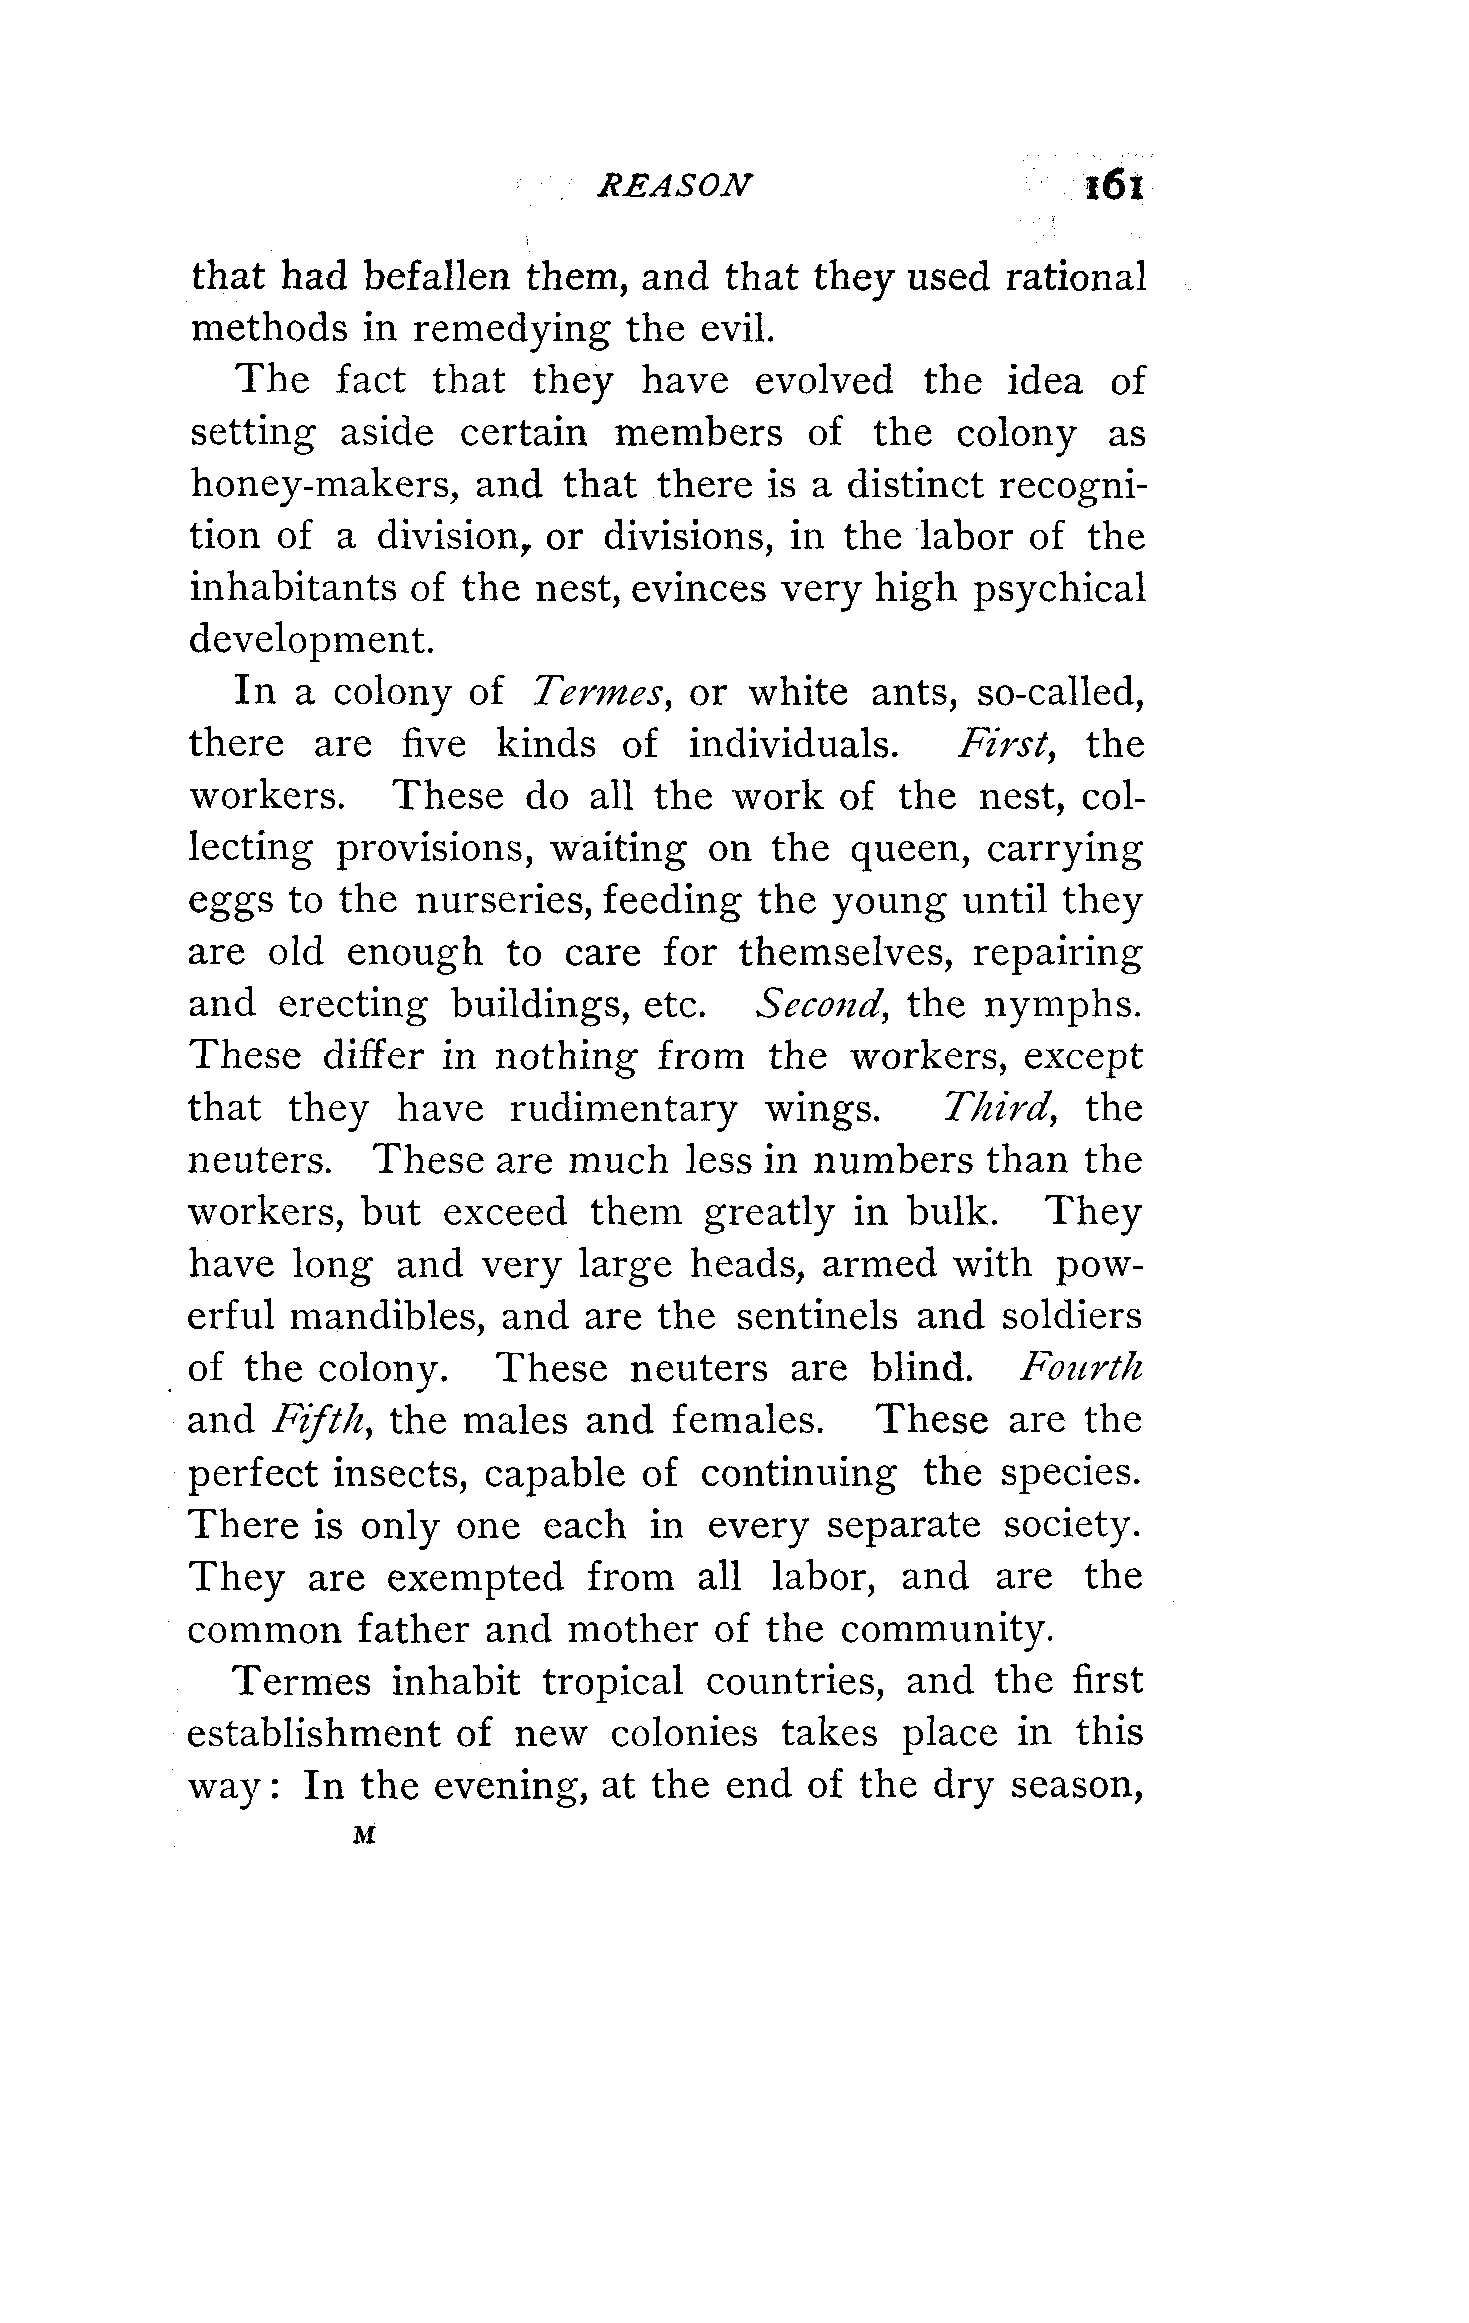 REASON 161
that had befallen them, and that they used rational
methods in remedying the evil.
The fact that they have evolved the idea of
setting aside certain members of the colony as
honey-makers, and that there is a distinct recogni-
tion of a division, or divisions, in the labor of the
inhabitants of the nest, evinces very high psychical
development.
In a colony of Termes, or white ants, so-called,
there are five kinds of individuals. First, the
workers. These do all the work of the nest, col-
lecting provisions, waiting on the queen, carrying
eggs to the nurseries, feeding the young until they
are old enough to care for themselves, repairing
and erecting buildings, etc. Second, the nymphs.
These differ in nothing from the workers, except
that they have rudimentary wings. Third, the
neuters. These are much less in numbers than the
workers, but exceed them greatly in bulk. They
have long and very large heads, armed with pow-
erful mandibles, and are the sentinels and soldiers
of the colony. These neuters are blind. Fourth
and Fifth, the males and females. These are the
perfect insects, capable of continuing the species.
There is only one each in every separate society.
They are exempted from all labor, and are the
common father and mother of the community.
Termes inhabit tropical countries, and the first
establishment of new colonies takes place in this
way: In the evening, at the end of the dry season,
M